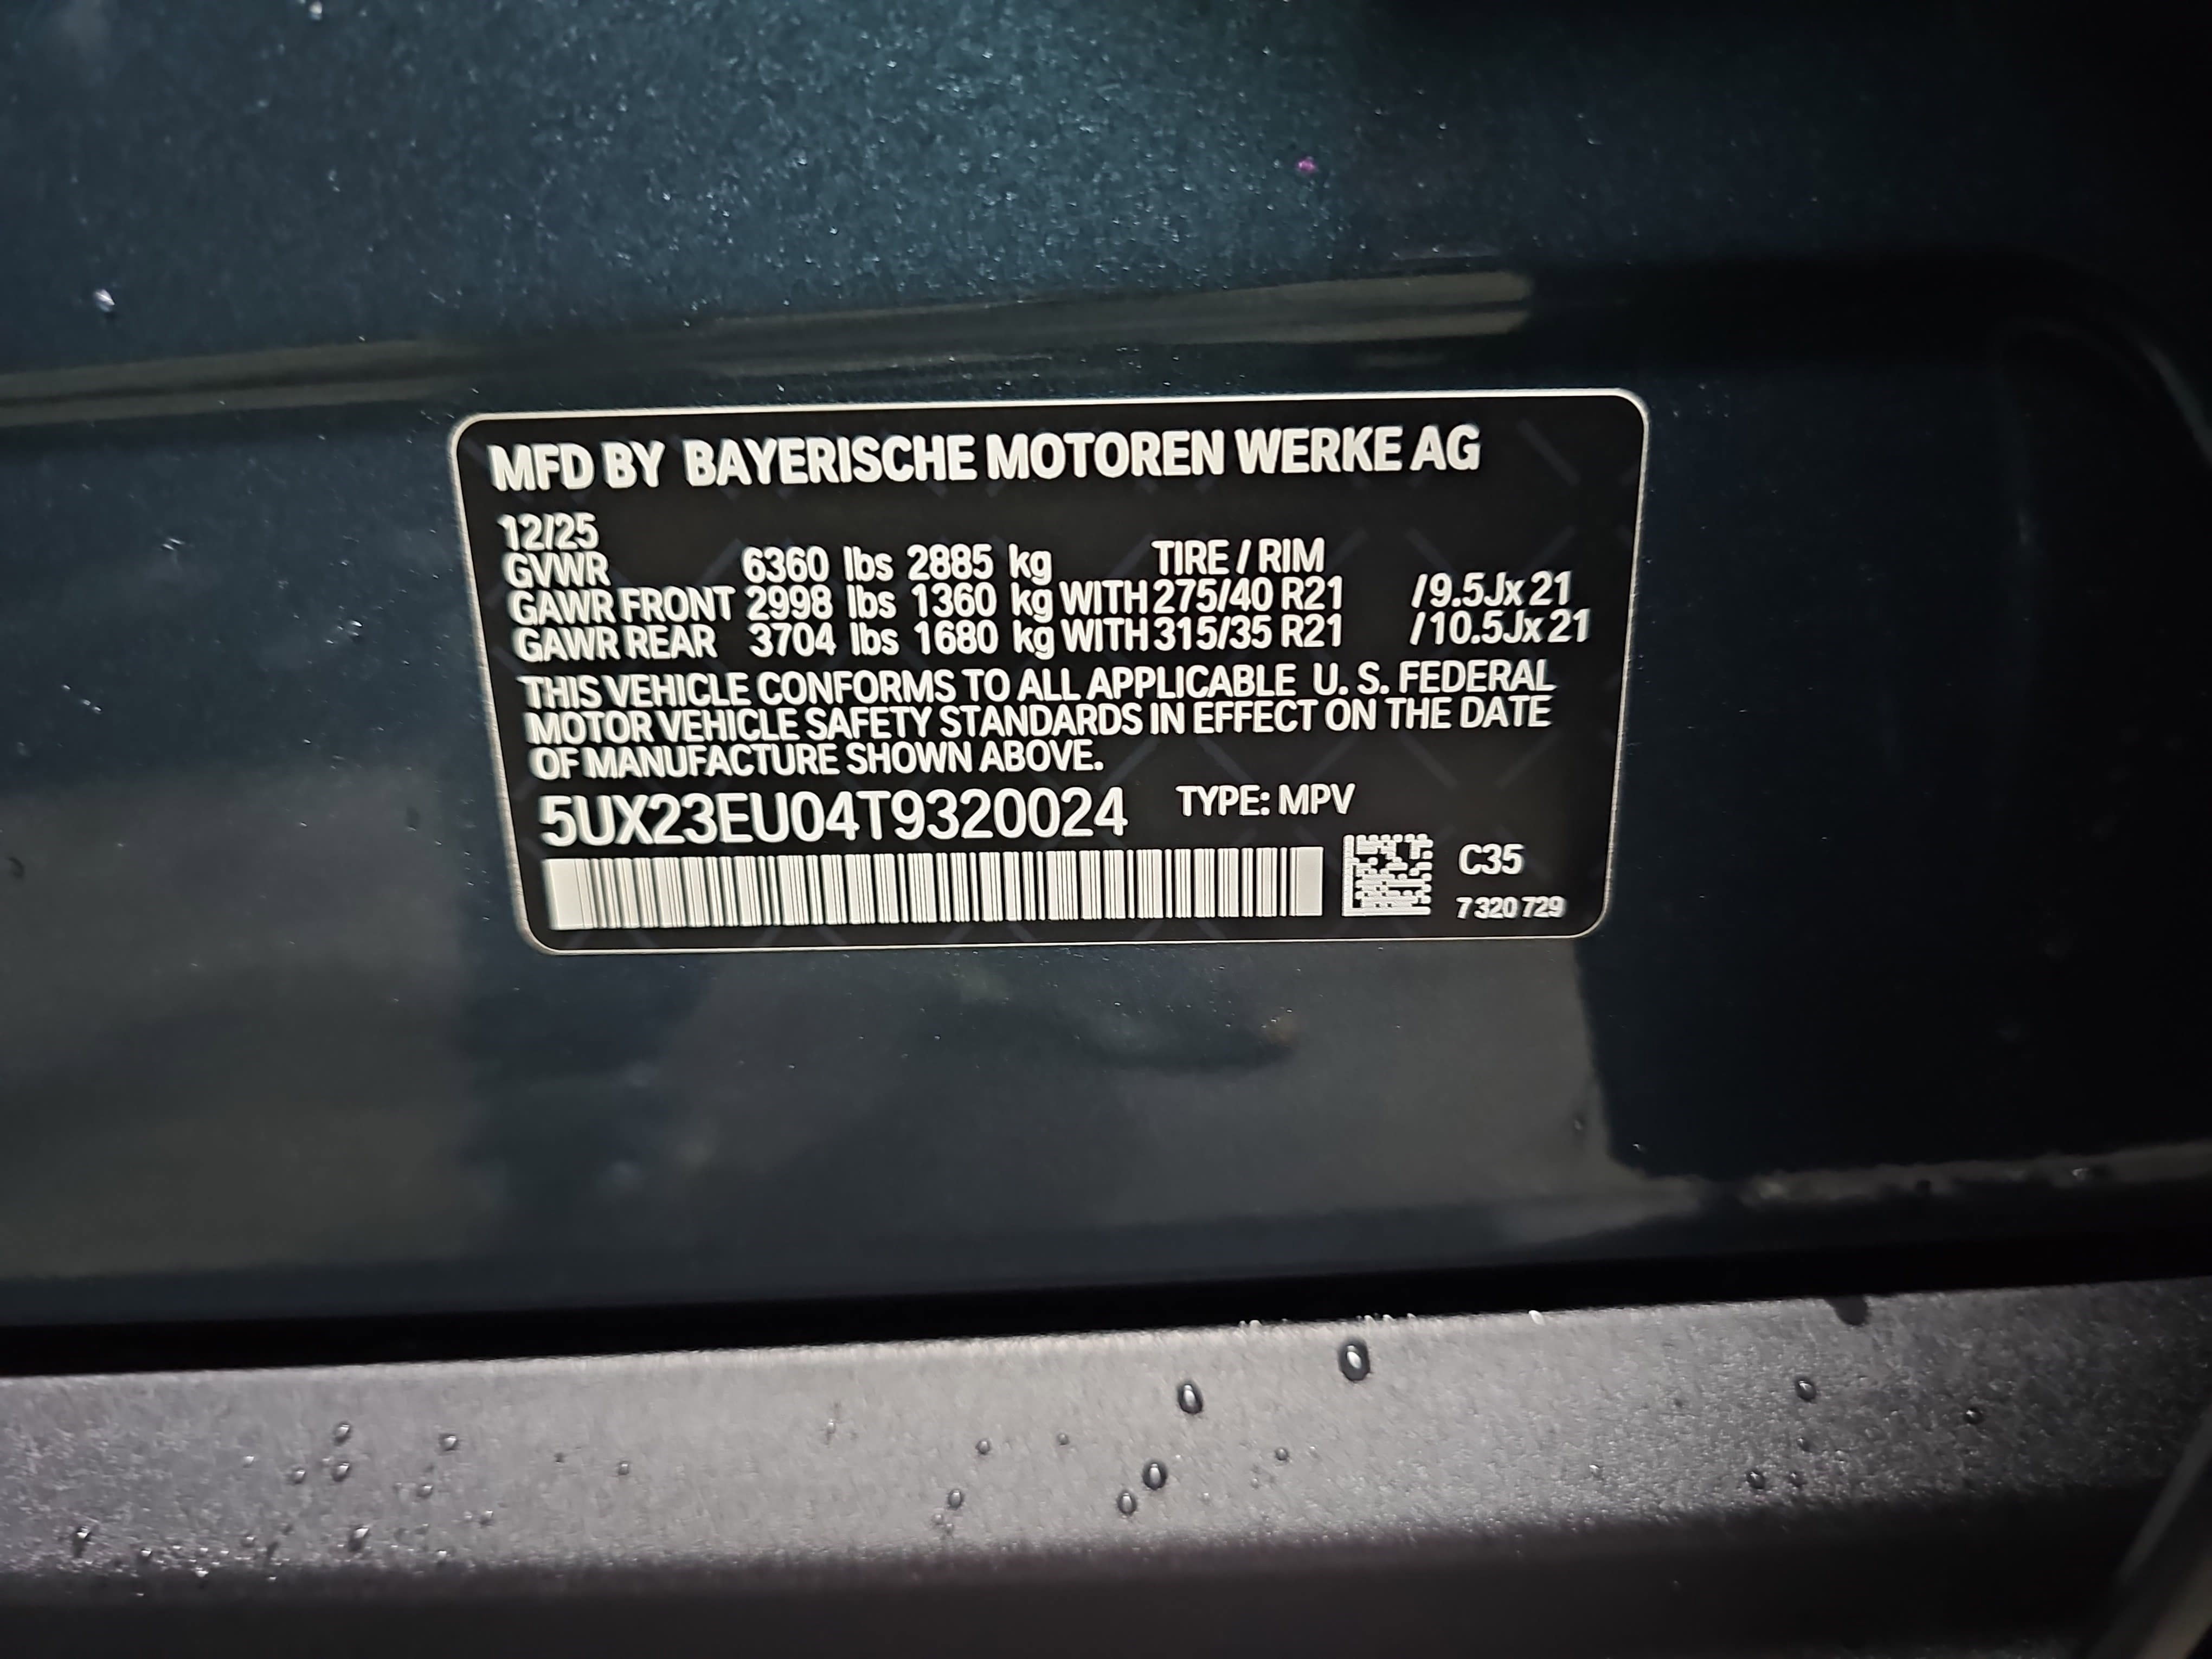 MFD BY BAYERISCHE MOTOREN WERKE AG
12/25
GVWR 6360 lbs 2885 kg TIRE / RIM
GAWR FRONT 2998 lbs 1360 kg WITH 275/40 R21 /9.5Jx21
GAWR REAR 3704 lbs 1680 kg WITH 315/35 R21 /10.5Jx21
THIS VEHICLE CONFORMS TO ALL APPLICABLE U. S. FEDERAL
MOTOR VEHICLE SAFETY STANDARDS IN EFFECT ON THE DATE
OF MANUFACTURE SHOWN ABOVE.
5UX23EU04T9320024 TYPE: MPV
C35
7 320 729